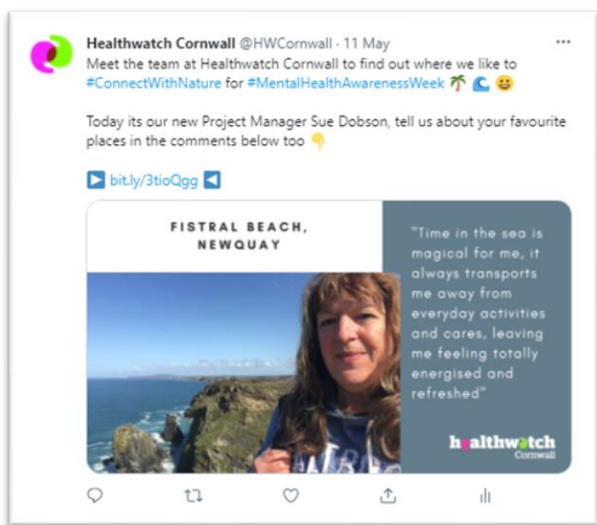 Healthwatch Cornwall @HWCornwall · 11 May
Meet the team at Healthwatch Cornwall to find out where we like to
#ConnectWithNature for #MentalHealthAwarenessWeek 🌴 🌊 😀
Today its our new Project Manager Sue Dobson, tell us about your favourite
places in the comments below too 👇
▶️ bit.ly/3tioQgg ◀️
FISTRAL BEACH,
NEWQUAY
"Time in the sea is
magical for me, it
always transports
me away from
everyday activities
and cares, leaving
me feeling totally
energised and
refreshed"
healthwatch
Cornwall